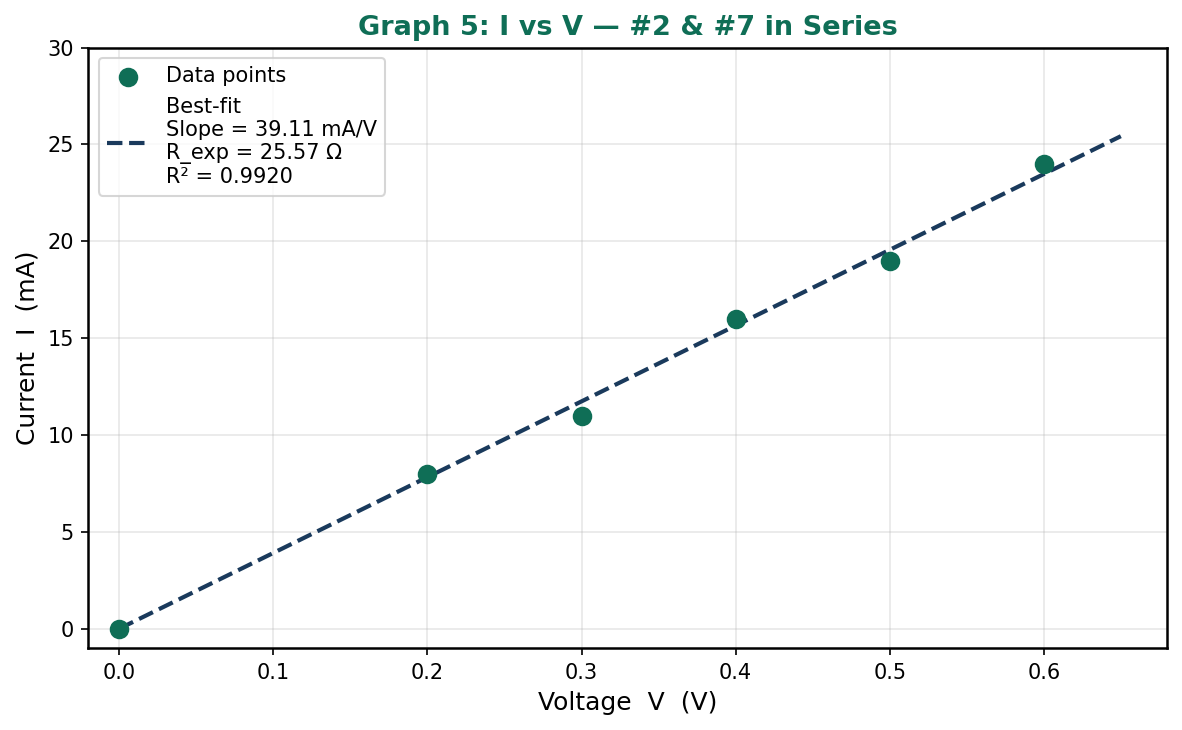 Graph 5: I vs V — #2 & #7 in Series
Data points
Best-fit
Slope = 39.11 mA/V
R_exp = 25.57 Ω
R² = 0.9920
30
25
20
15
10
5
0
Current I (mA)
0.0 0.1 0.2 0.3 0.4 0.5 0.6
Voltage V (V)